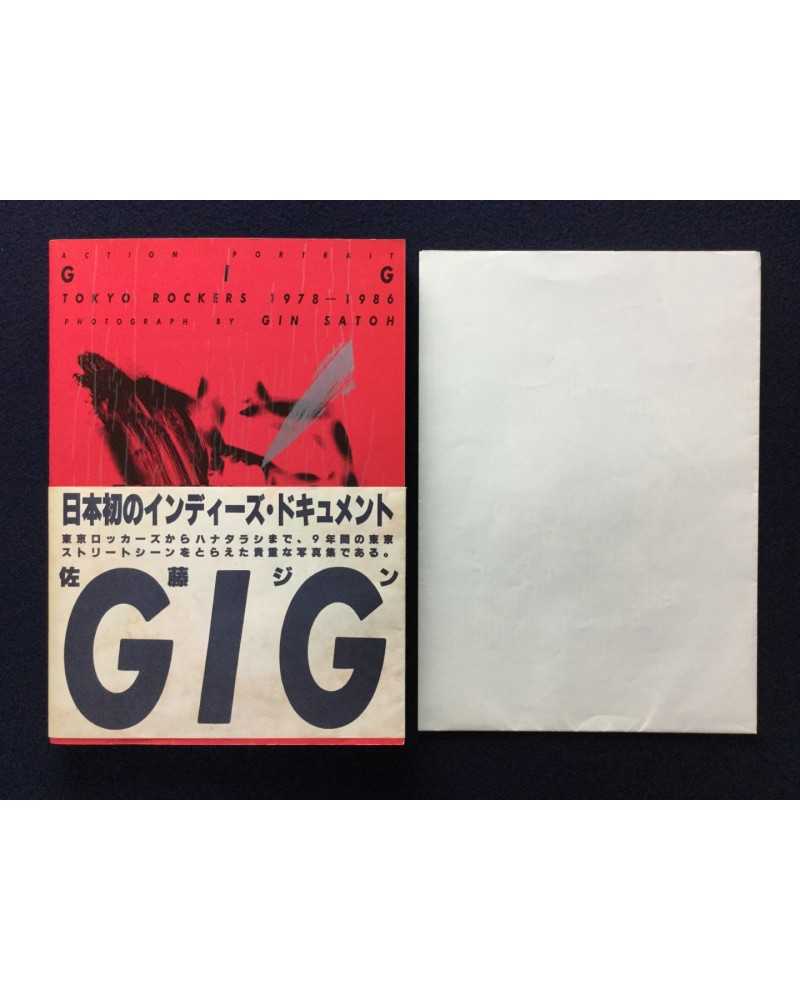 ACTION PORTRAIT
GIG
TOKYO ROCKERS 1978—1986
PHOTOGRAPH BY GIN SATOH
日本初のインディーズ・ドキュメント
東京ロッカーズからハナタラシまで、9年間の東京
ストリートシーンをとらえた貴重な写真集である。
佐藤ジン
GIG